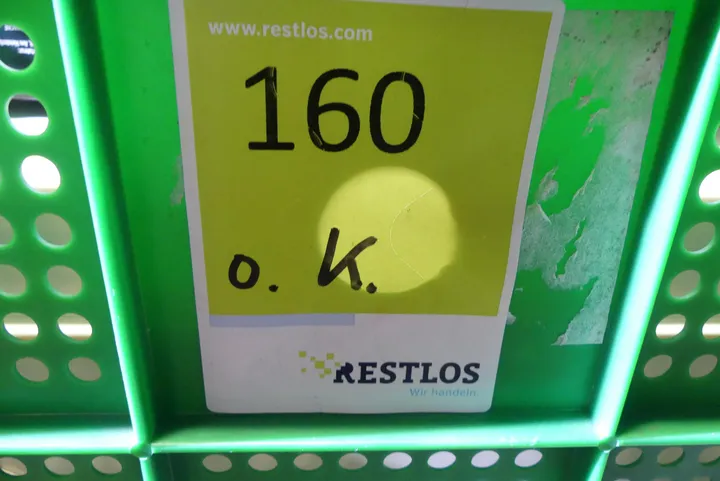 www.restlos.com
160
o. K.
RESTLOS
Wir handeln.